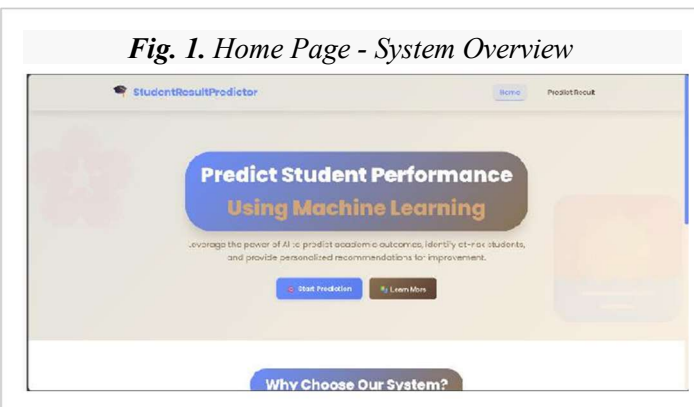 Fig. 1. Home Page - System Overview
StudentResultPredictor
Home
Predict Result
Predict Student Performance
Using Machine Learning
Leverage the power of AI to predict academic outcomes, identify at-risk students,
and provide personalized recommendations for improvement.
Start Prediction
Learn More
Why Choose Our System?